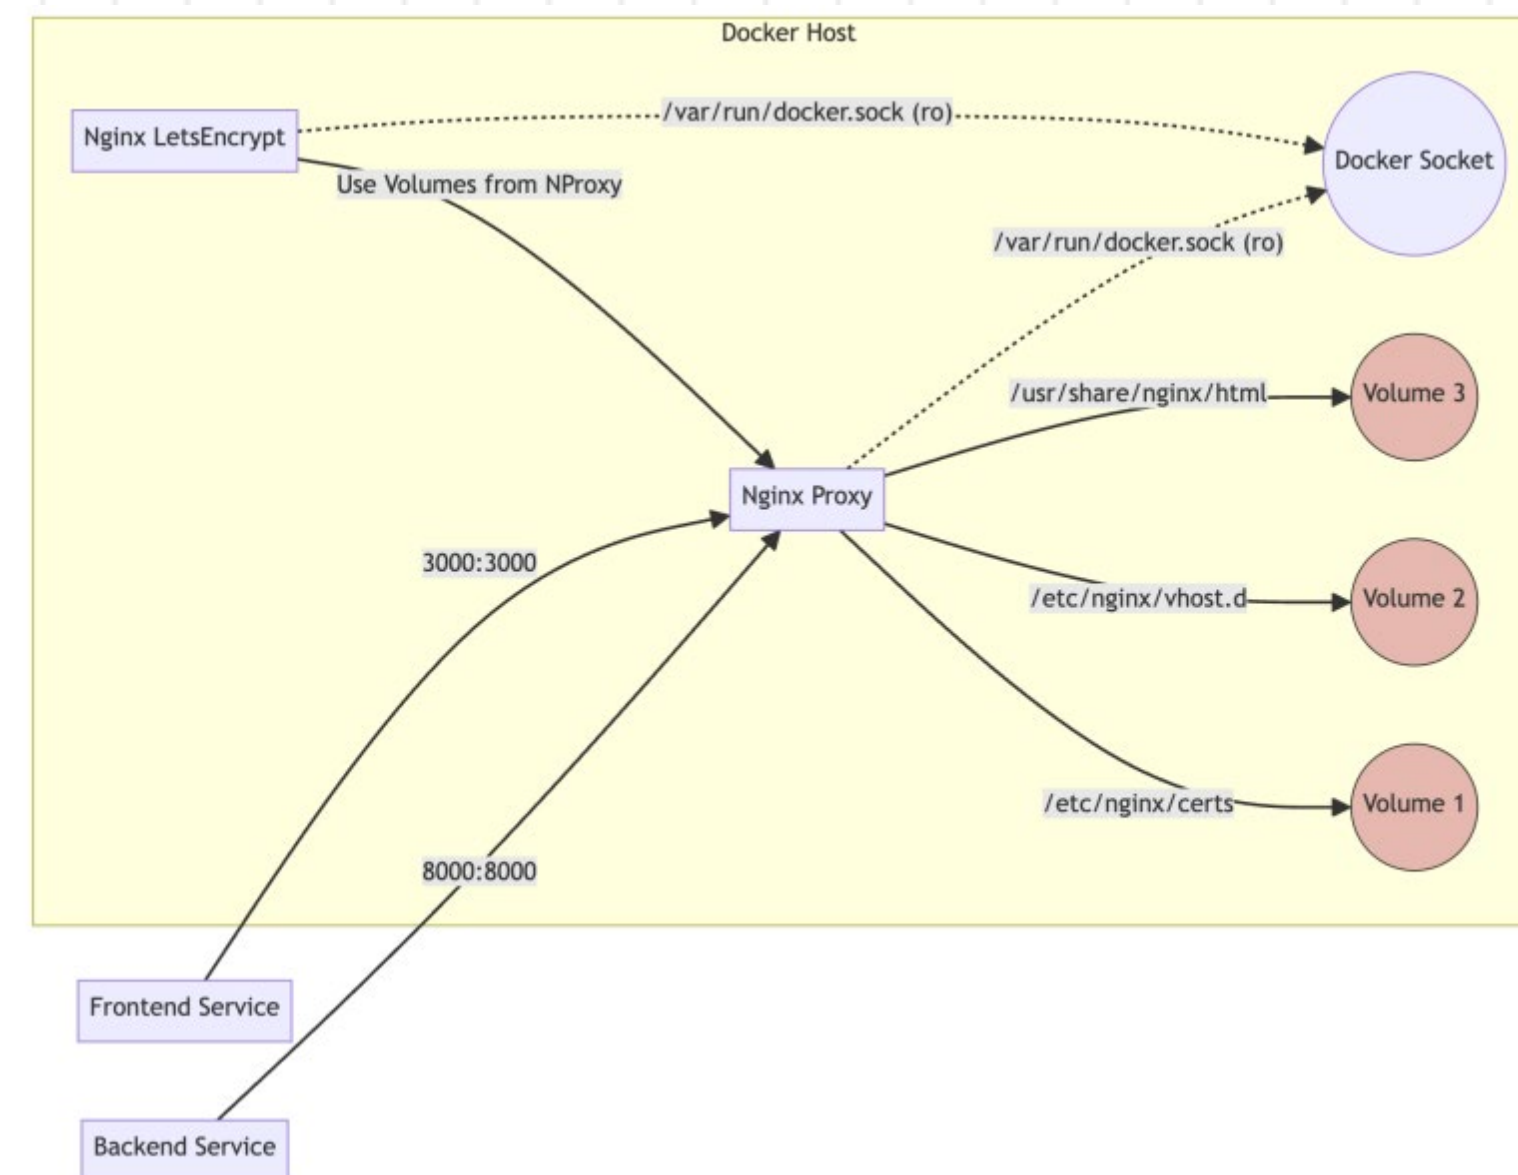 Docker Host
Nginx LetsEncrypt
/var/run/docker.sock (ro)
Docker Socket
Use Volumes from NProxy
/var/run/docker.sock (ro)
/usr/share/nginx/html
Volume 3
Nginx Proxy
3000:3000
/etc/nginx/vhost.d
Volume 2
/etc/nginx/certs
Volume 1
8000:8000
Frontend Service
Backend Service